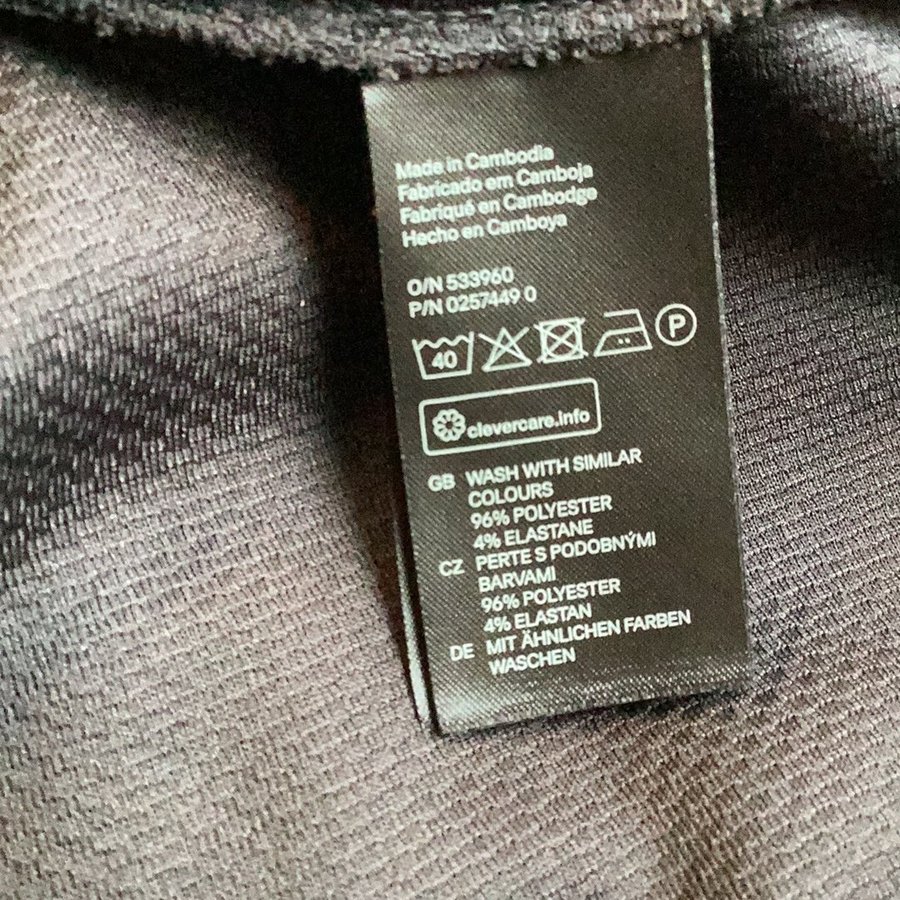 Made in Cambodia
Fabricado em Camboja
Fabriqué en Cambodge
Hecho en Camboya
O/N 533960
P/N 0257449 0
40 P
clevercare.info
GB WASH WITH SIMILAR
COLOURS
96% POLYESTER
4% ELASTANE
CZ PERTE S PODOBNÝMI
BARVAMI
96% POLYESTER
4% ELASTAN
DE MIT ÄHNLICHEN FARBEN
WASCHEN